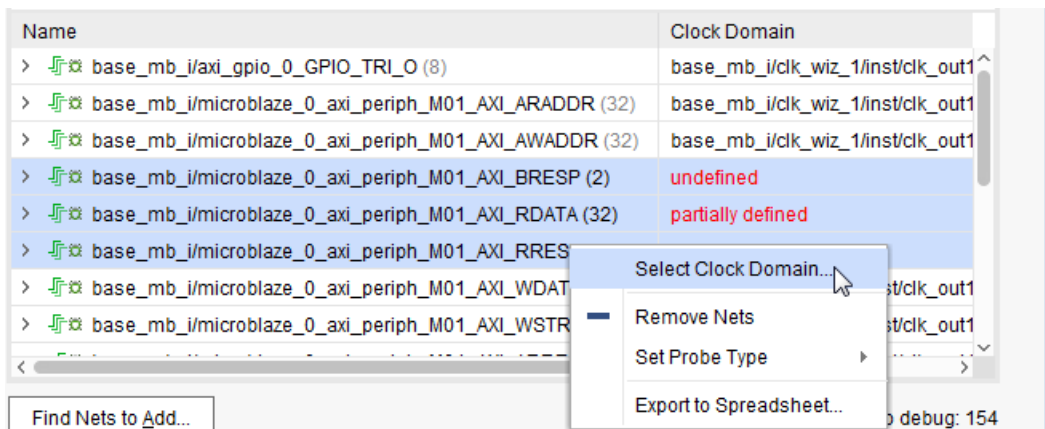 Name Clock Domain
base_mb_i/axi_gpio_0_GPIO_TRI_O (8) base_mb_i/clk_wiz_1/inst/clk_out1
base_mb_i/microblaze_0_axi_periph_M01_AXI_ARADDR (32) base_mb_i/clk_wiz_1/inst/clk_out1
base_mb_i/microblaze_0_axi_periph_M01_AXI_AWADDR (32) base_mb_i/clk_wiz_1/inst/clk_out1
base_mb_i/microblaze_0_axi_periph_M01_AXI_BRESP (2) undefined
base_mb_i/microblaze_0_axi_periph_M01_AXI_RDATA (32) partially defined
base_mb_i/microblaze_0_axi_periph_M01_AXI_RRES
Select Clock Domain...
base_mb_i/microblaze_0_axi_periph_M01_AXI_WDAT st/clk_out1
Remove Nets
base_mb_i/microblaze_0_axi_periph_M01_AXI_WSTR st/clk_out1
Set Probe Type
Export to Spreadsheet...
Find Nets to Add... debug: 154